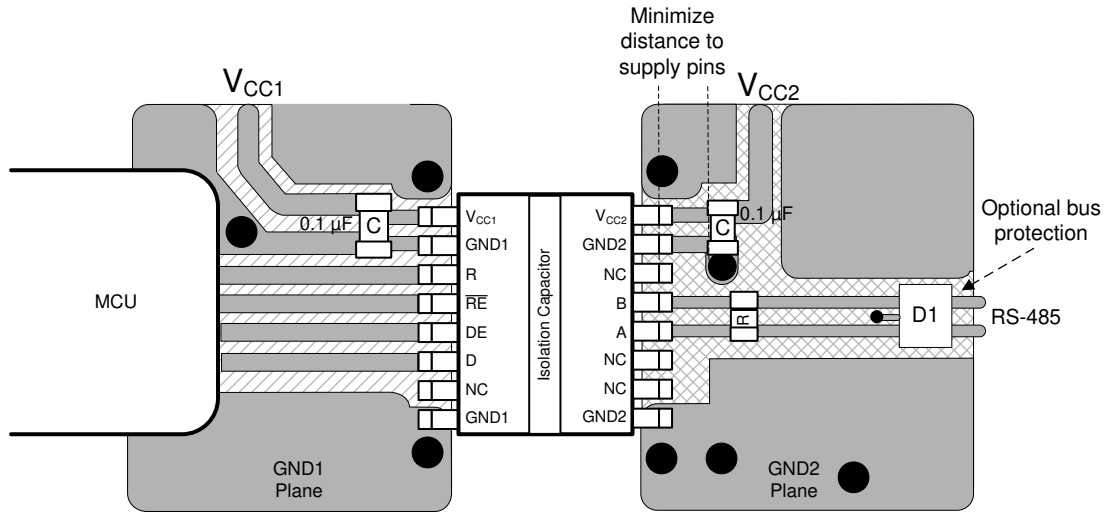 Minimize
distance to
supply pins
VCC1
VCC2
0.1 µF
C
C
0.1 µF
Optional bus
protection
MCU
VCC1
GND1
R
RE
DE
D
NC
GND1
Isolation Capacitor
VCC2
GND2
NC
B
A
NC
NC
GND2
R
D1
RS-485
GND1
Plane
GND2
Plane